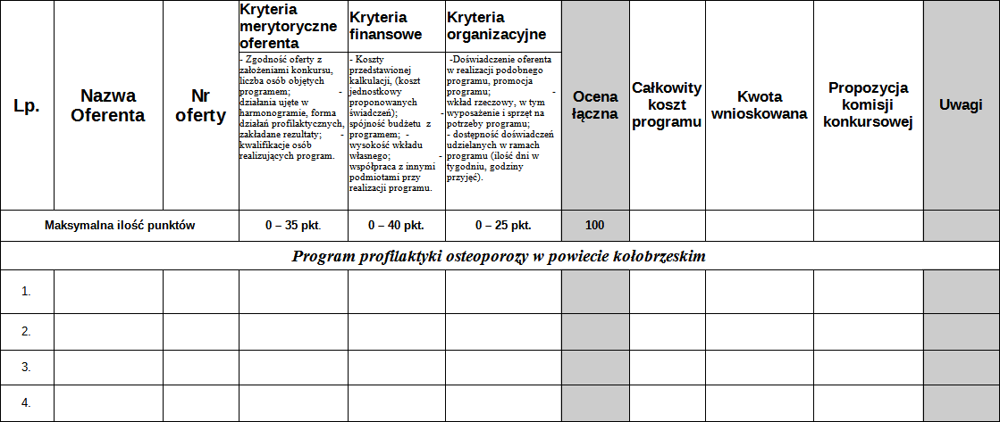 Lp.
Nazwa
Oferenta
Nr
oferty
Kryteria
merytoryczne
oferenta
- Zgodność oferty z
założeniami konkursu,
liczba osób objętych
programem; -
działania ujęte w
harmonogramie, forma
działań profilaktycznych,
zakładane rezultaty; -
kwalifikacje osób
realizujących program.
Kryteria
finansowe
- Koszty
przedstawionej
kalkulacji, (koszt
jednostkowy
proponowanych
świadczeń); -
spójność budżetu z
programem; -
wysokość wkładu
własnego; -
współpraca z innymi
podmiotami przy
realizacji programu.
Kryteria
organizacyjne
-Doświadczenie oferenta
w realizacji podobnego
programu, promocja
programu; -
wkład rzeczowy, w tym
wyposażenie i sprzęt na
potrzeby programu;
- dostępność doświadczeń
udzielanych w ramach
programu (ilość dni w
tygodniu, godziny
przyjęć).
Ocena
łączna
Całkowity
koszt
programu
Kwota
wnioskowana
Propozycja
komisji
konkursowej
Uwagi
Maksymalna ilość punktów
0 – 35 pkt.
0 – 40 pkt.
0 – 25 pkt.
100
Program profilaktyki osteoporozy w powiecie kołobrzeskim
1.
2.
3.
4.